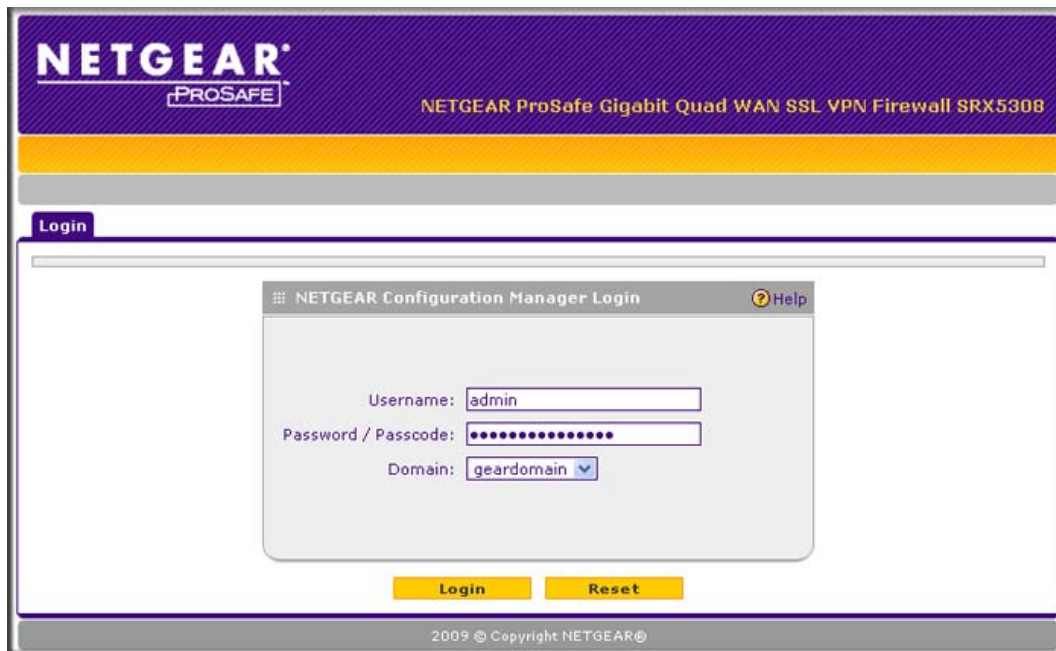 NETGEAR®
PROSAFE™
NETGEAR ProSafe Gigabit Quad WAN SSL VPN Firewall SRX5308
Login
NETGEAR Configuration Manager Login
? Help
Username: admin
Password / Passcode: •••••••••••••••
Domain: geardomain
Login Reset
2009 © Copyright NETGEAR®